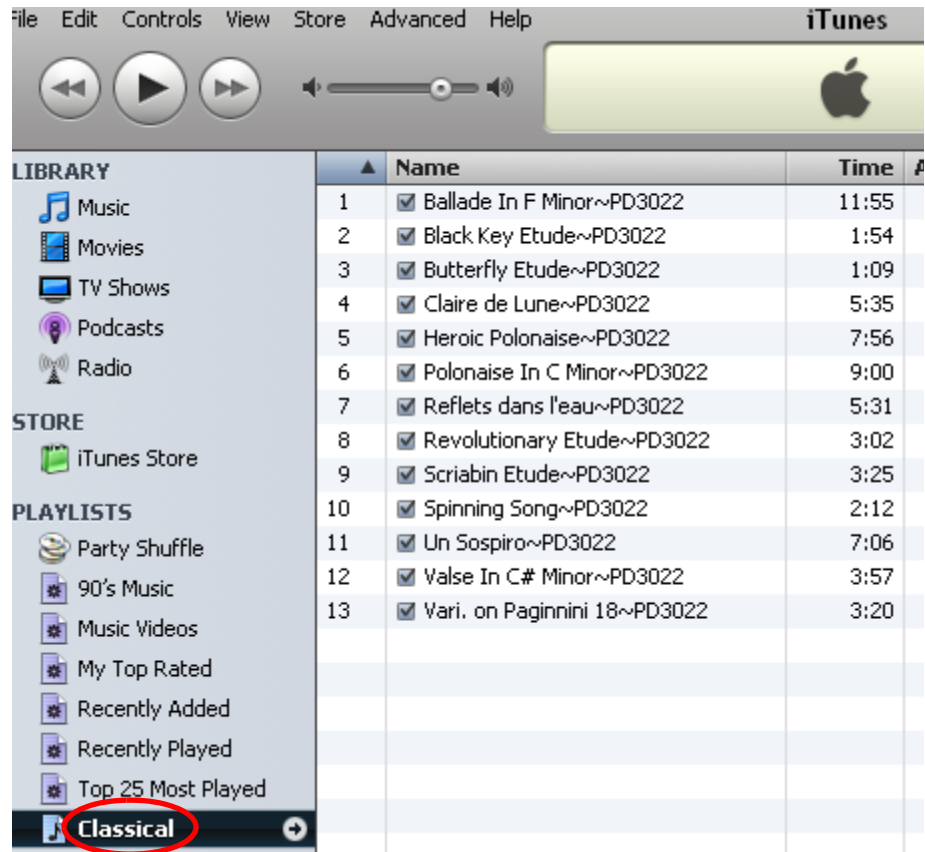 File Edit Controls View Store Advanced Help
iTunes
LIBRARY
Music
Movies
TV Shows
Podcasts
Radio
STORE
iTunes Store
PLAYLISTS
Party Shuffle
90's Music
Music Videos
My Top Rated
Recently Added
Recently Played
Top 25 Most Played
Classical
Name Time
1 Ballade In F Minor~PD3022 11:55
2 Black Key Etude~PD3022 1:54
3 Butterfly Etude~PD3022 1:09
4 Claire de Lune~PD3022 5:35
5 Heroic Polonaise~PD3022 7:56
6 Polonaise In C Minor~PD3022 9:00
7 Reflets dans l'eau~PD3022 5:31
8 Revolutionary Etude~PD3022 3:02
9 Scriabin Etude~PD3022 3:25
10 Spinning Song~PD3022 2:12
11 Un Sospiro~PD3022 7:06
12 Valse In C# Minor~PD3022 3:57
13 Vari. on Paginnini 18~PD3022 3:20